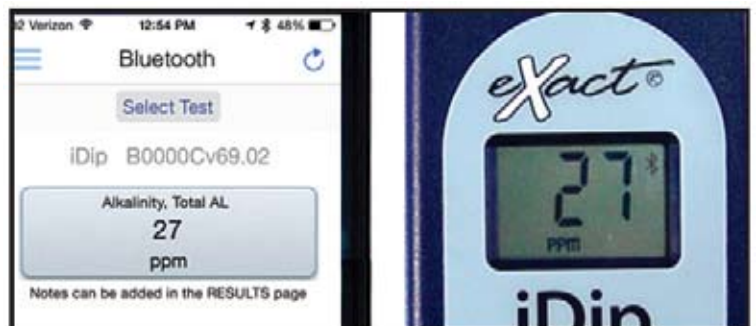 Verizon 12:54 PM 48%
Bluetooth
Select Test
iDip B0000Cv69.02
Alkalinity, Total AL
27
ppm
Notes can be added in the RESULTS page
eXact®
27
PPM
iDip